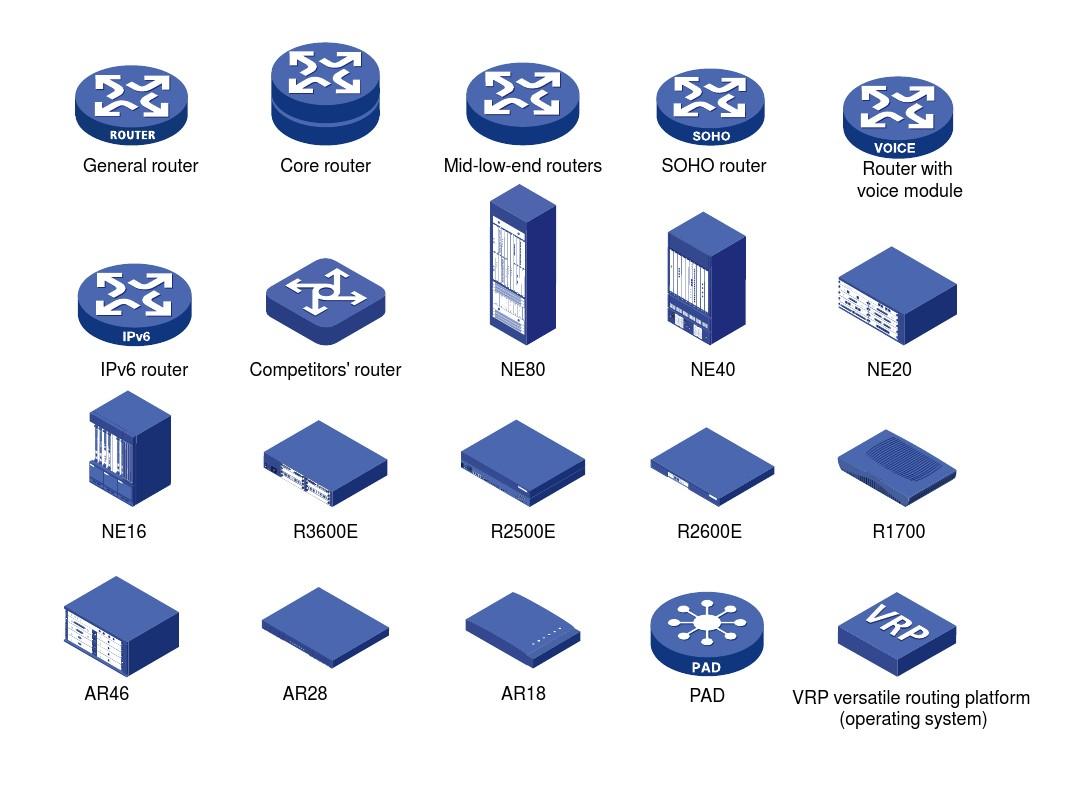 ROUTER
General router
Core router
Mid-low-end routers
SOHO
SOHO router
VOICE
Router with
voice module
IPv6
IPv6 router
Competitors' router
NE80
NE40
NE20
NE16
R3600E
R2500E
R2600E
R1700
AR46
AR28
AR18
PAD
PAD
VRP
VRP versatile routing platform
(operating system)